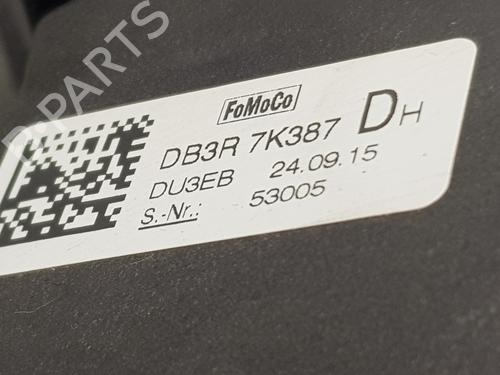 FoMoCo
DB3R 7K387 DH
DU3EB 24.09.15
S.-Nr.: 53005
B-PARTS